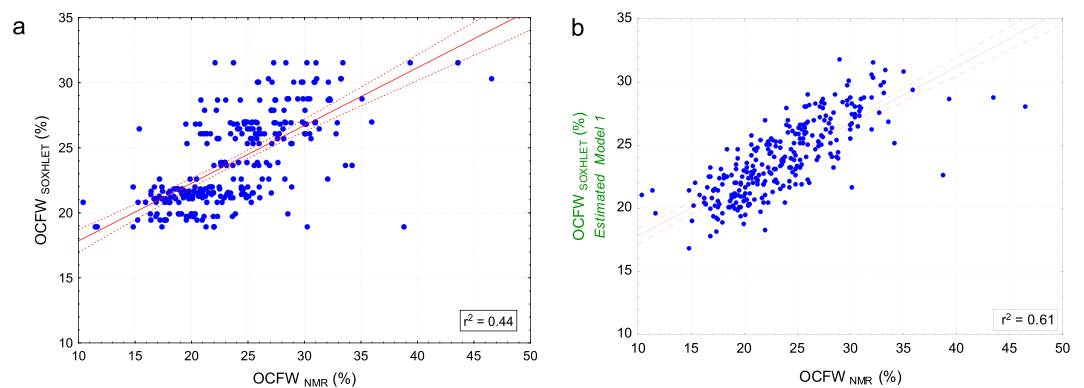 a
35
30
25
20
15
10
10 15 20 25 30 35 40 45 50
OCFW SOXHLET (%)
OCFW NMR (%)
r² = 0.44
b
35
30
25
20
15
10
10 15 20 25 30 35 40 45 50
OCFW SOXHLET (%)
Estimated Model 1
OCFW NMR (%)
r² = 0.61